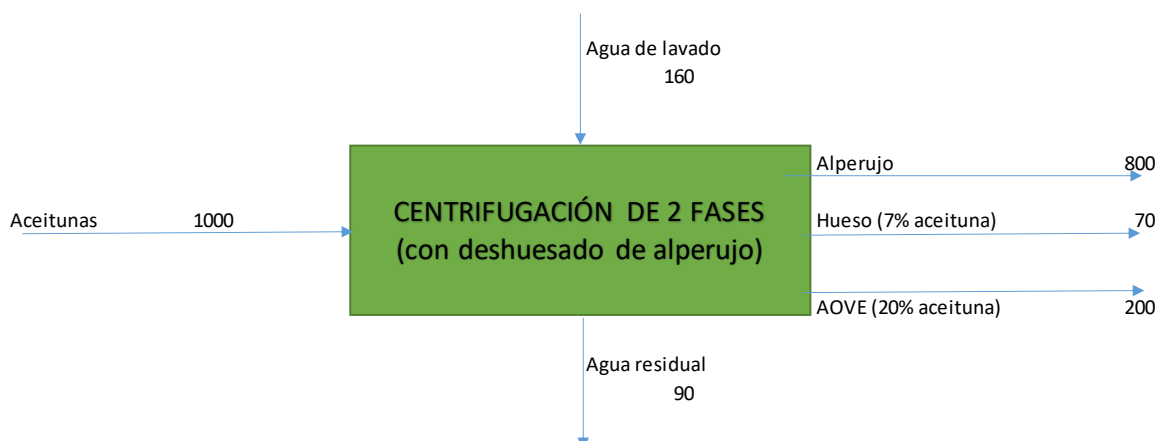 Agua de lavado
160
Alperujo 800
Aceitunas 1000
CENTRIFUGACIÓN DE 2 FASES
(con deshuesado de alperujo)
Hueso (7% aceituna) 70
AOVE (20% aceituna) 200
Agua residual
90